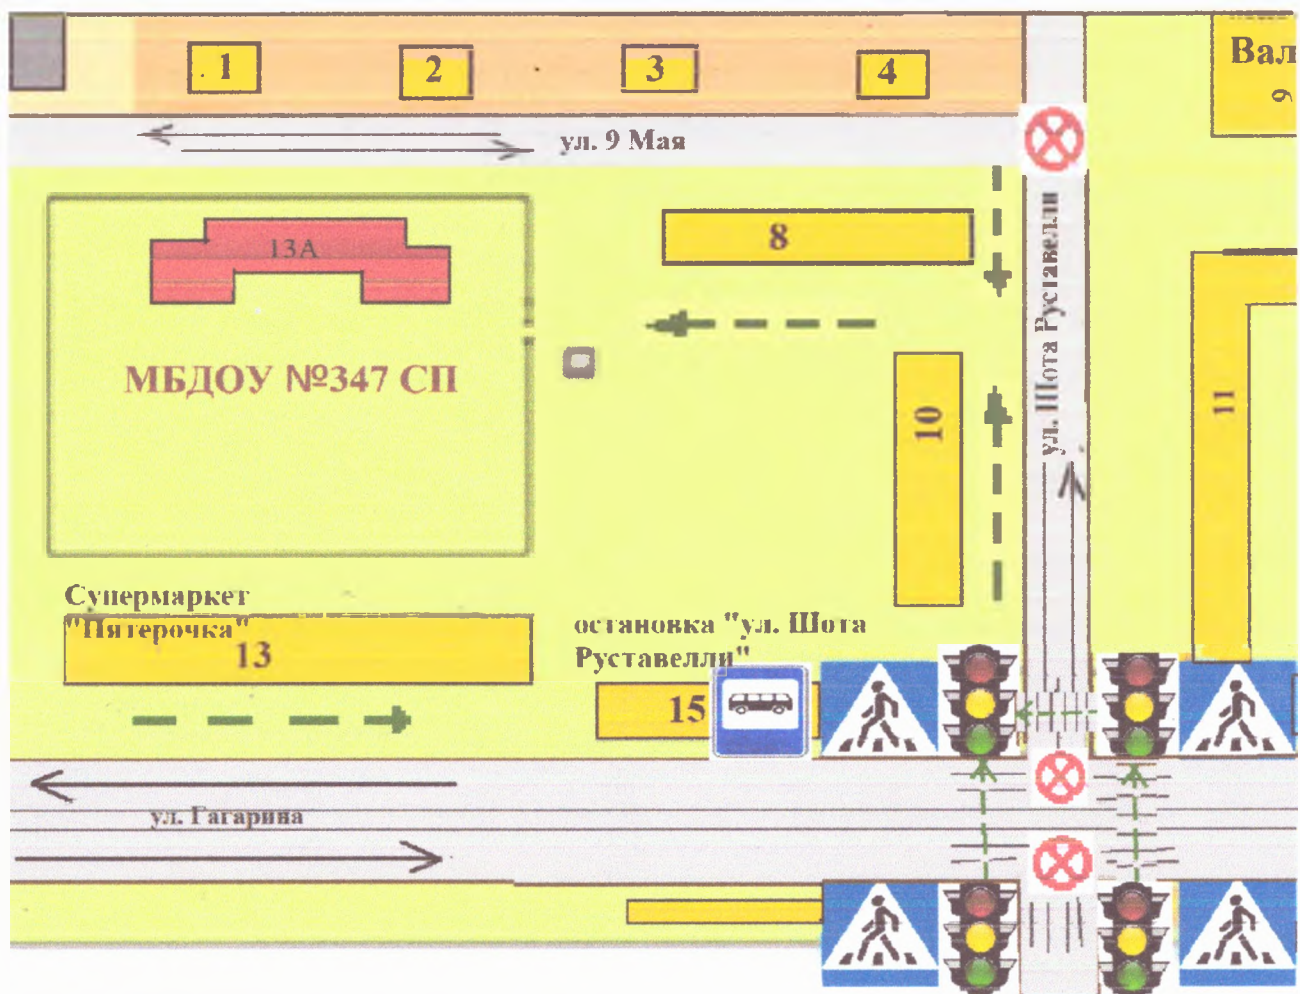 1
2
3
4
Вал
9
ул. 9 Мая
13А
8
ул. Шота Руставелли
МБДОУ №347 СП
10
11
Супермаркет
"Пятерочка"
13
остановка "ул. Шота
Руставелли"
15
ул. Гагарина